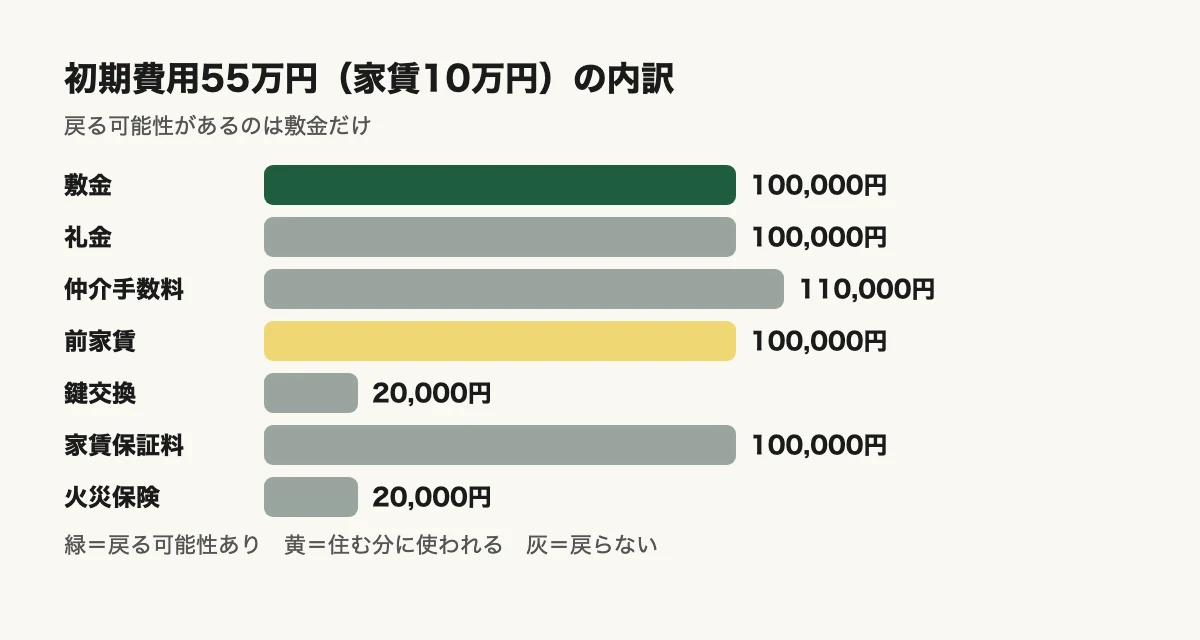 初期費用55万円（家賃10万円）の内訳
戻る可能性があるのは敷金だけ
敷金 100,000円
礼金 100,000円
仲介手数料 110,000円
前家賃 100,000円
鍵交換 20,000円
家賃保証料 100,000円
火災保険 20,000円
緑＝戻る可能性あり　黄＝住む分に使われる　灰＝戻らない